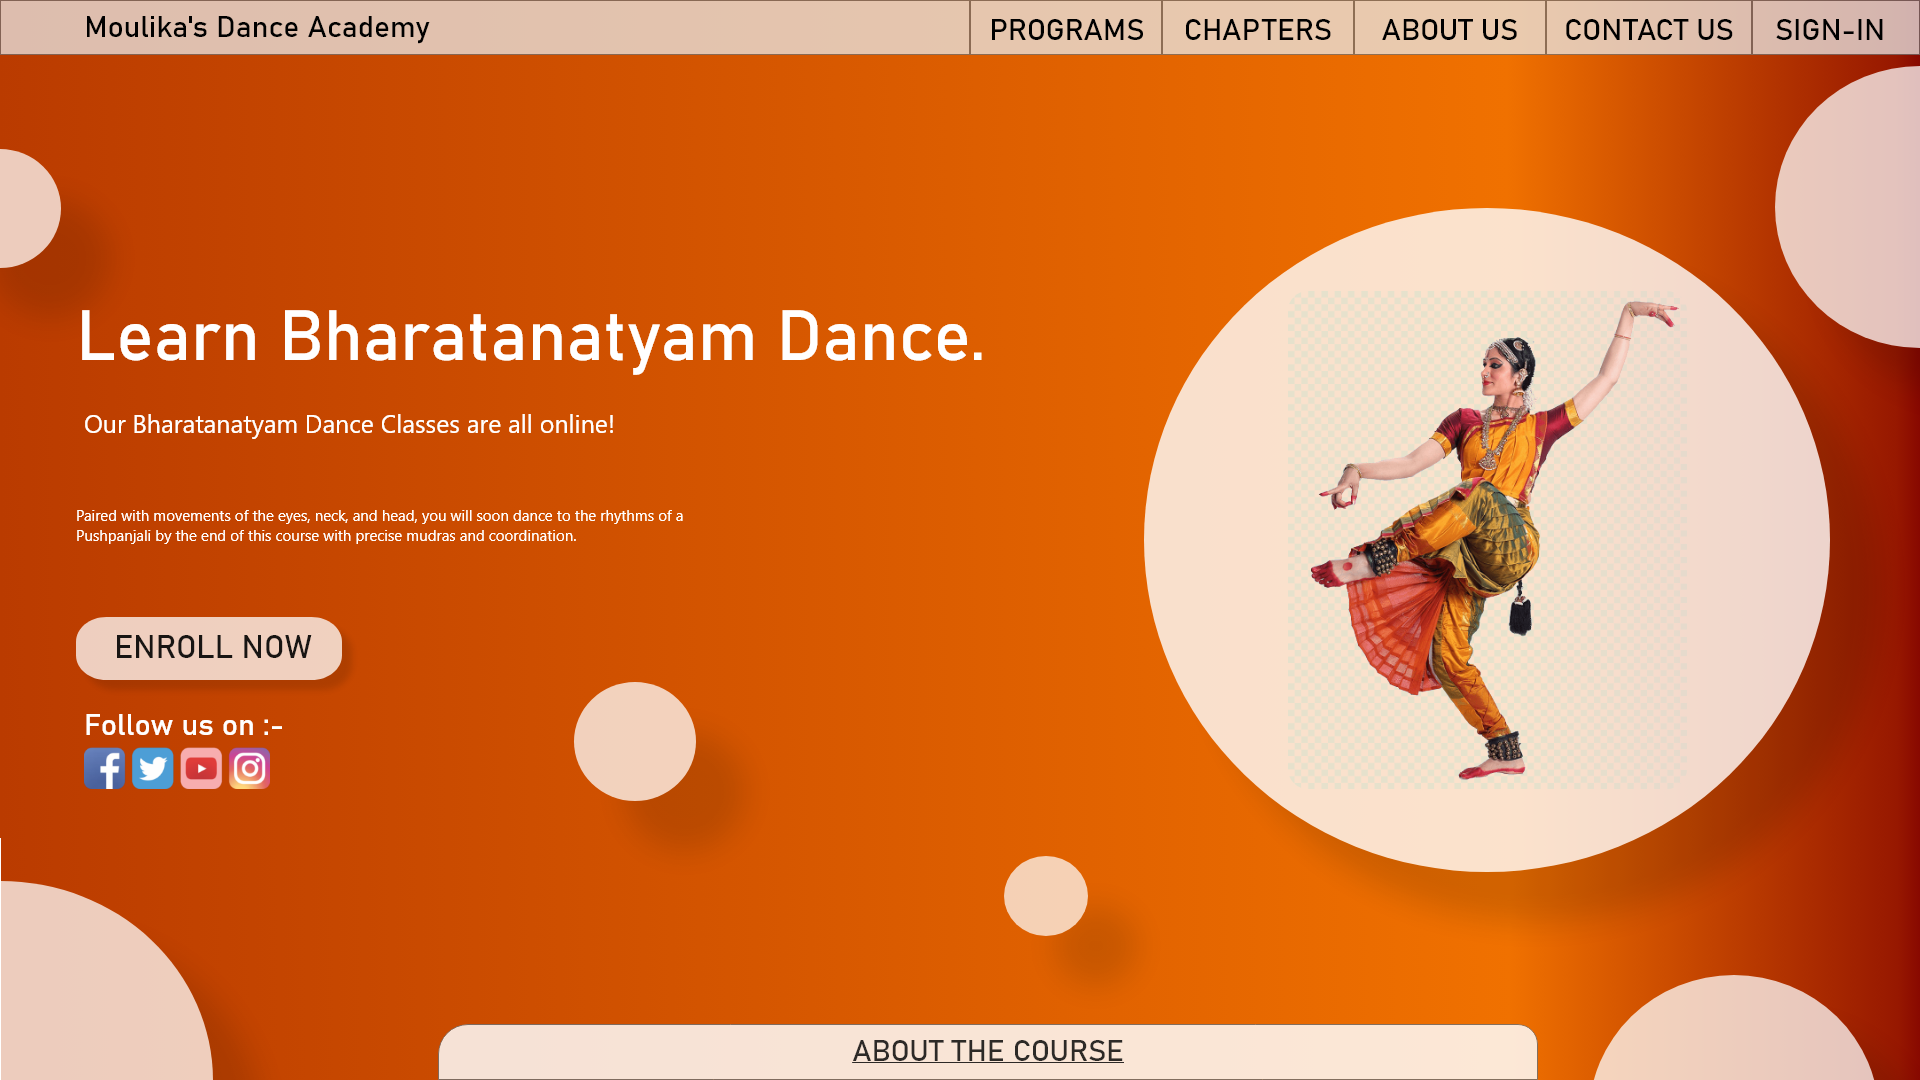 Moulika's Dance Academy
PROGRAMS
CHAPTERS
ABOUT US
CONTACT US
SIGN-IN
Learn Bharatanatyam Dance.
Our Bharatanatyam Dance Classes are all online!
Paired with movements of the eyes, neck, and head, you will soon dance to the rhythms of a
Pushpanjali by the end of this course with precise mudras and coordination.
ENROLL NOW
Follow us on :-
ABOUT THE COURSE